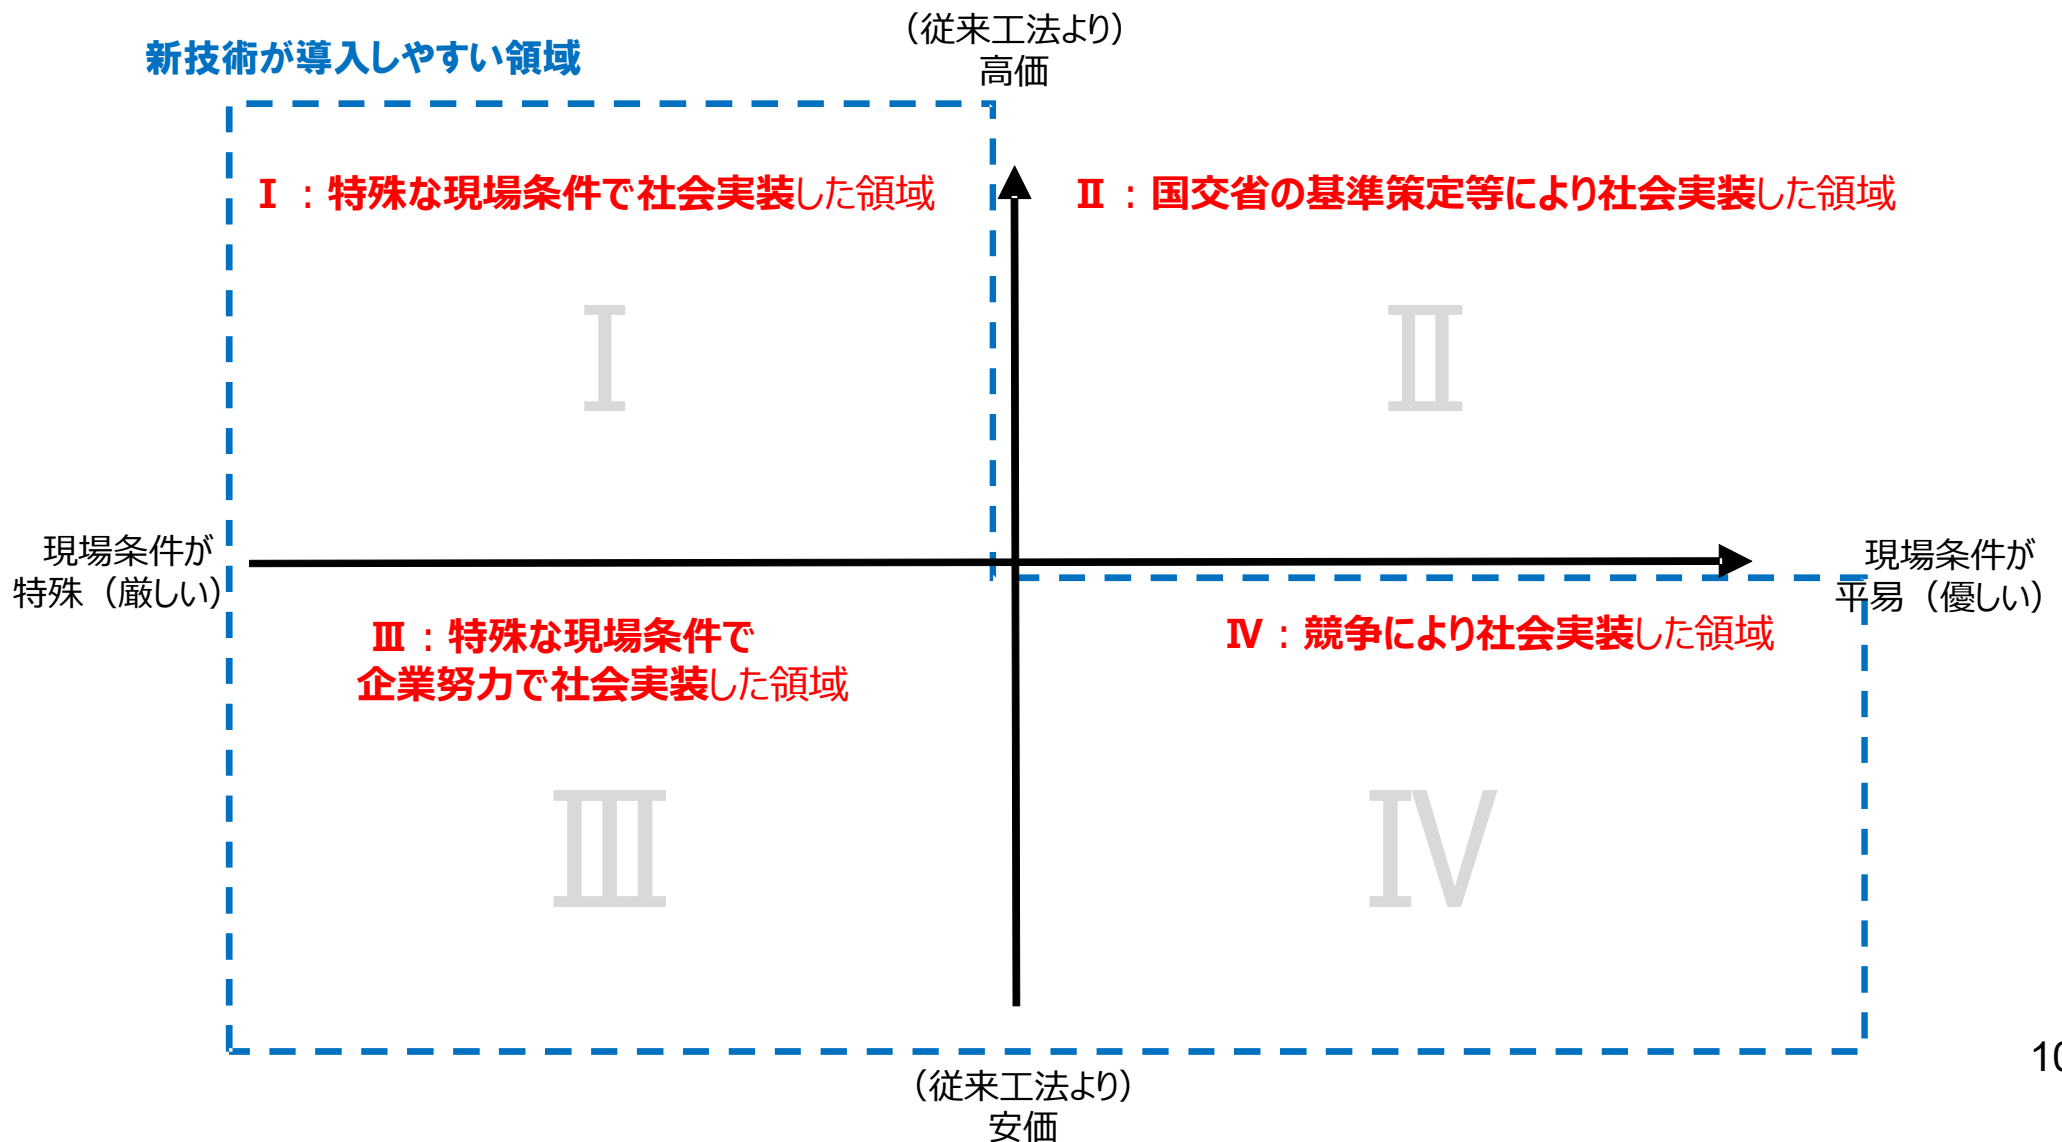 （従来工法より）
高価
新技術が導入しやすい領域
Ⅰ：特殊な現場条件で社会実装した領域
Ⅱ：国交省の基準策定等により社会実装した領域
Ⅰ
Ⅱ
現場条件が
特殊（厳しい）
現場条件が
平易（優しい）
Ⅲ：特殊な現場条件で
企業努力で社会実装した領域
Ⅳ：競争により社会実装した領域
Ⅲ
Ⅳ
（従来工法より）
安価
10